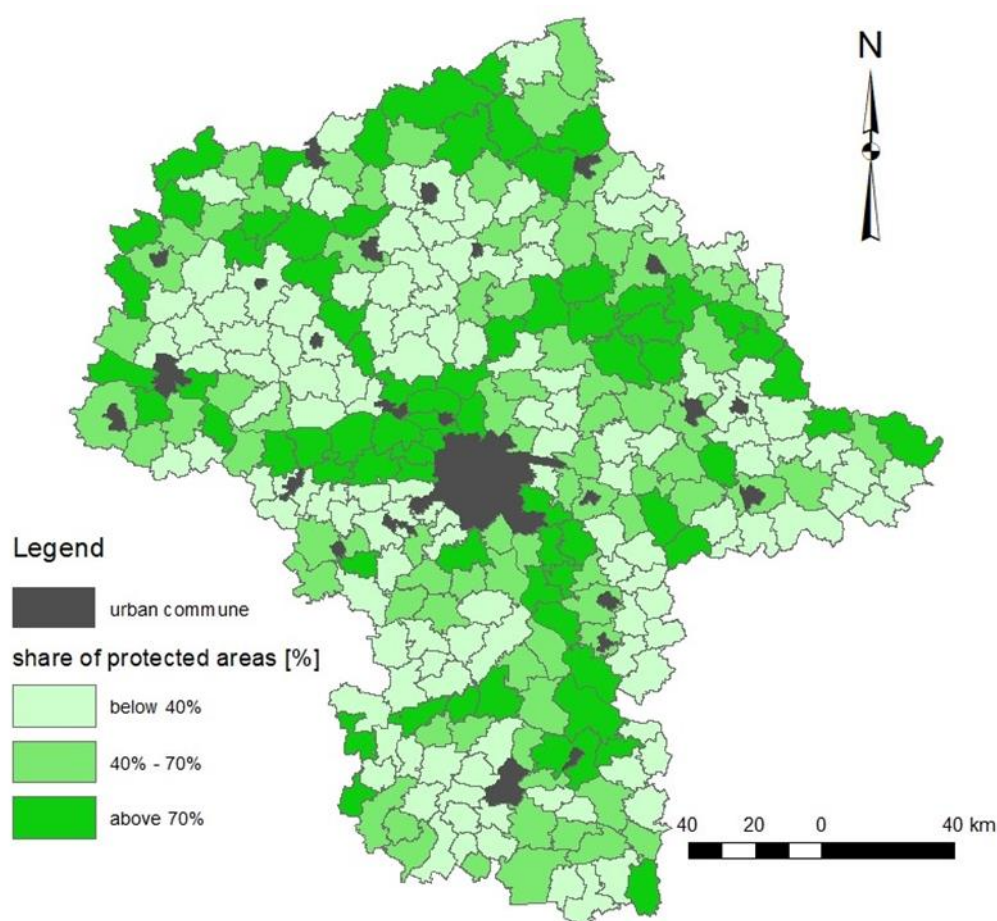 N
Legend
urban commune
share of protected areas [%]
below 40%
40% - 70%
above 70%
40 20 0 40 km